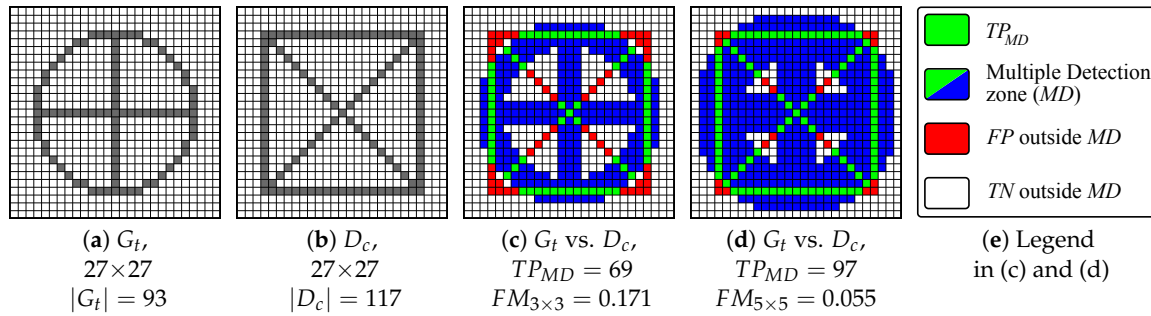 TP_MD
Multiple Detection
zone (MD)
FP outside MD
TN outside MD
(a) G_t,
27×27
|G_t| = 93
(b) D_c,
27×27
|D_c| = 117
(c) G_t vs. D_c,
TP_MD = 69
FM_3×3 = 0.171
(d) G_t vs. D_c,
TP_MD = 97
FM_5×5 = 0.055
(e) Legend
in (c) and (d)